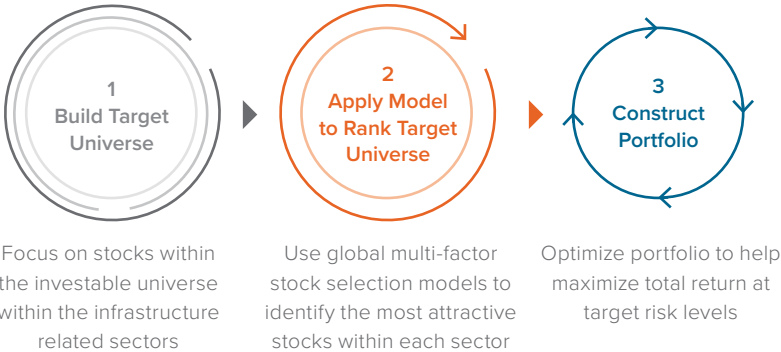 1
Build Target
Universe
2
Apply Model
to Rank Target
Universe
3
Construct
Portfolio
Focus on stocks within
the investable universe
within the infrastructure
related sectors
Use global multi-factor
stock selection models to
identify the most attractive
stocks within each sector
Optimize portfolio to help
maximize total return at
target risk levels